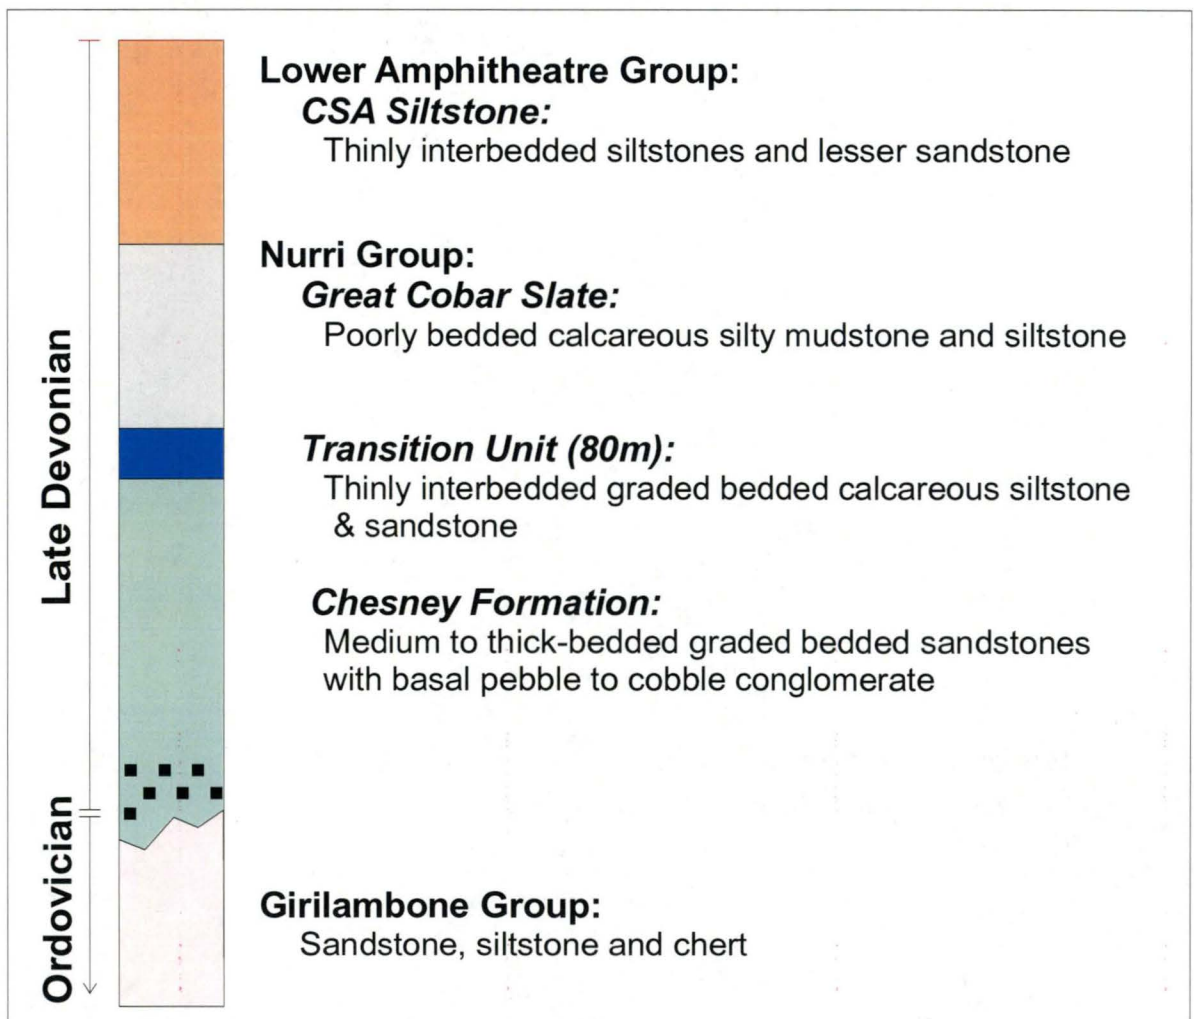 Late Devonian
Ordovician
Lower Amphitheatre Group:
CSA Siltstone:
Thinly interbedded siltstones and lesser sandstone
Nurri Group:
Great Cobar Slate:
Poorly bedded calcareous silty mudstone and siltstone
Transition Unit (80m):
Thinly interbedded graded bedded calcareous siltstone
& sandstone
Chesney Formation:
Medium to thick-bedded graded bedded sandstones
with basal pebble to cobble conglomerate
Girilambone Group:
Sandstone, siltstone and chert